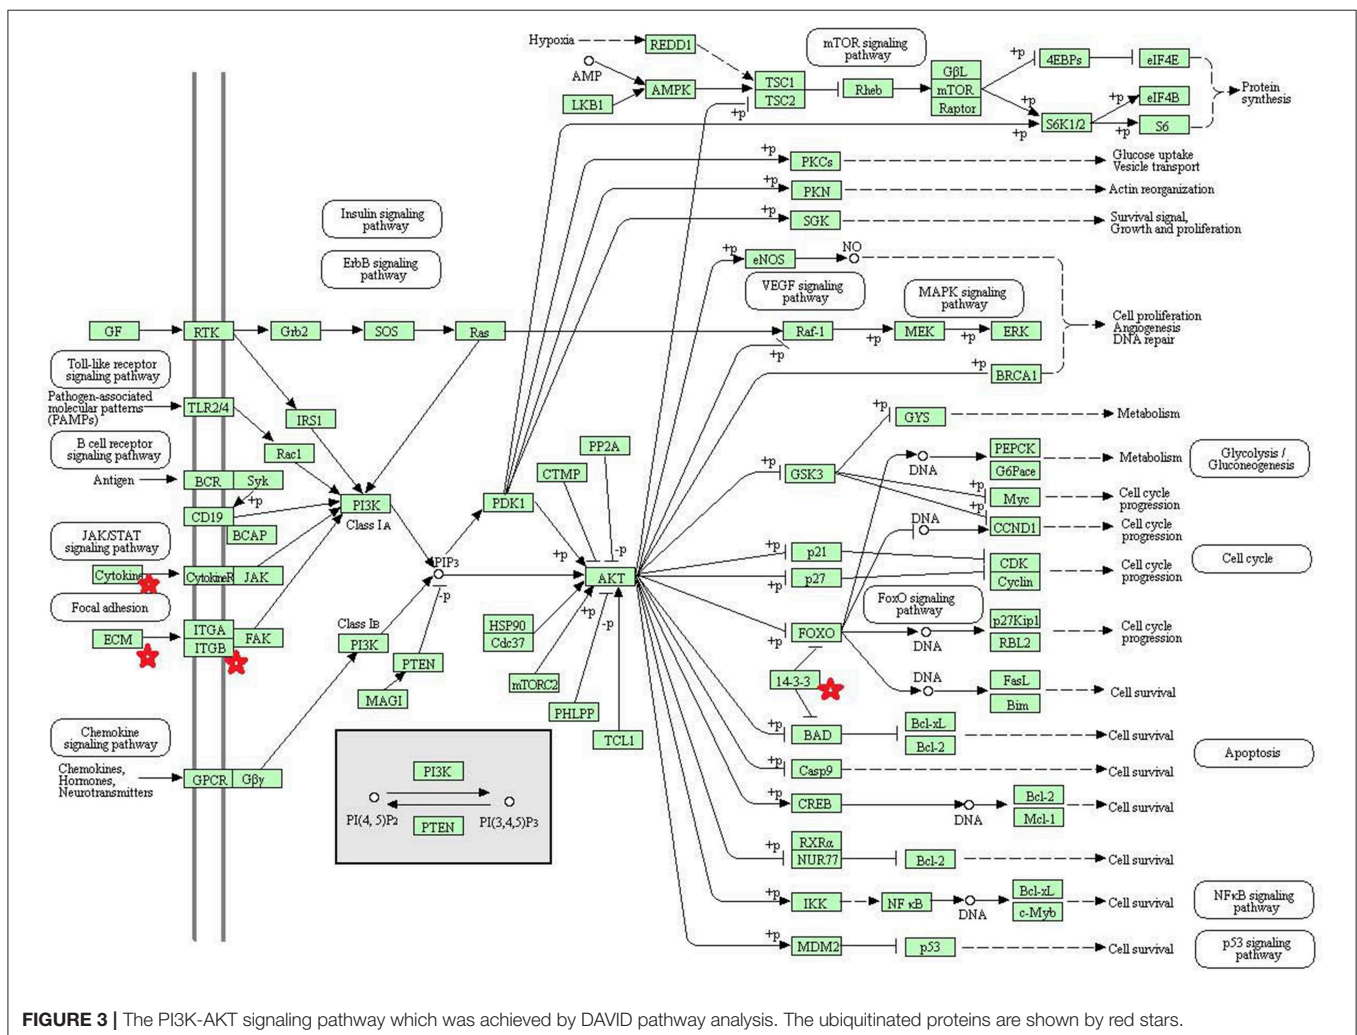 Hypoxia
REDD1
mTOR signaling
pathway
AMP
LKB1
AMPK
TSC1
TSC2
+p
Rheb
GβL
mTOR
Raptor
+p
4EBPs
eIF4E
+p
+p
S6K1/2
+p
eIF4B
+p
S6
Protein
synthesis
+p
PKCs
Glucose uptake
Vesicle transport
+p
PKN
Actin reorganization
+p
SGK
Survival signal,
Growth and proliferation
Insulin signaling
pathway
ErbB signaling
pathway
+p
eNOS
NO
VEGF signaling
pathway
MAPK signaling
pathway
GF
RTK
Grb2
SOS
Ras
Raf-1
+p
+p
MEK
+p
ERK
Cell proliferation
Angiogenesis
DNA repair
+p
BRCA1
Toll-like receptor
signaling pathway
Pathogen-associated
molecular patterns
(PAMPs)
TLR2/4
IRS1
Rac1
B cell receptor
signaling pathway
Antigen
BCR
Syk
+p
CD19
BCAP
PI3K
Class IA
JAK/STAT
signaling pathway
Cytokine
CytokineR
JAK
Focal adhesion
ECM
ITGA
ITGB
FAK
Chemokine
signaling pathway
Chemokines,
Hormones,
Neurotransmitters
GPCR
Gβγ
Class IB
PI3K
PTEN
MAGI
PIP3
-p
PDK1
CTMP
PP2A
+p
-p
AKT
HSP90
Cdc37
+p
-p
mTORC2
PHLPP
TCL1
PI3K
PI(4, 5)P2
PI(3,4,5)P3
PTEN
+p
GYS
Metabolism
+p
GSK3
DNA
PEPCK
G6Pace
Metabolism
Glycolysis /
Gluconeogenesis
+p
Myc
Cell cycle
progression
DNA
+p
CCND1
Cell cycle
progression
+p
p21
+p
p27
CDK
Cyclin
Cell cycle
progression
Cell cycle
FoxO signaling
pathway
+p
FOXO
DNA
p27Kip1
RBL2
Cell cycle
progression
14-3-3
DNA
FasL
Bim
Cell survival
+p
BAD
Bcl-xL
Bcl-2
Cell survival
Apoptosis
+p
Casp9
Cell survival
+p
CREB
DNA
Bcl-2
Mcl-1
Cell survival
+p
RXRα
NUR77
Bcl-2
Cell survival
+p
IKK
NFκB
DNA
Bcl-xL
c-Myb
Cell survival
NFκB signaling
pathway
+p
MDM2
p53
Cell survival
p53 signaling
pathway
FIGURE 3 | The PI3K-AKT signaling pathway which was achieved by DAVID pathway analysis. The ubiquitinated proteins are shown by red stars.